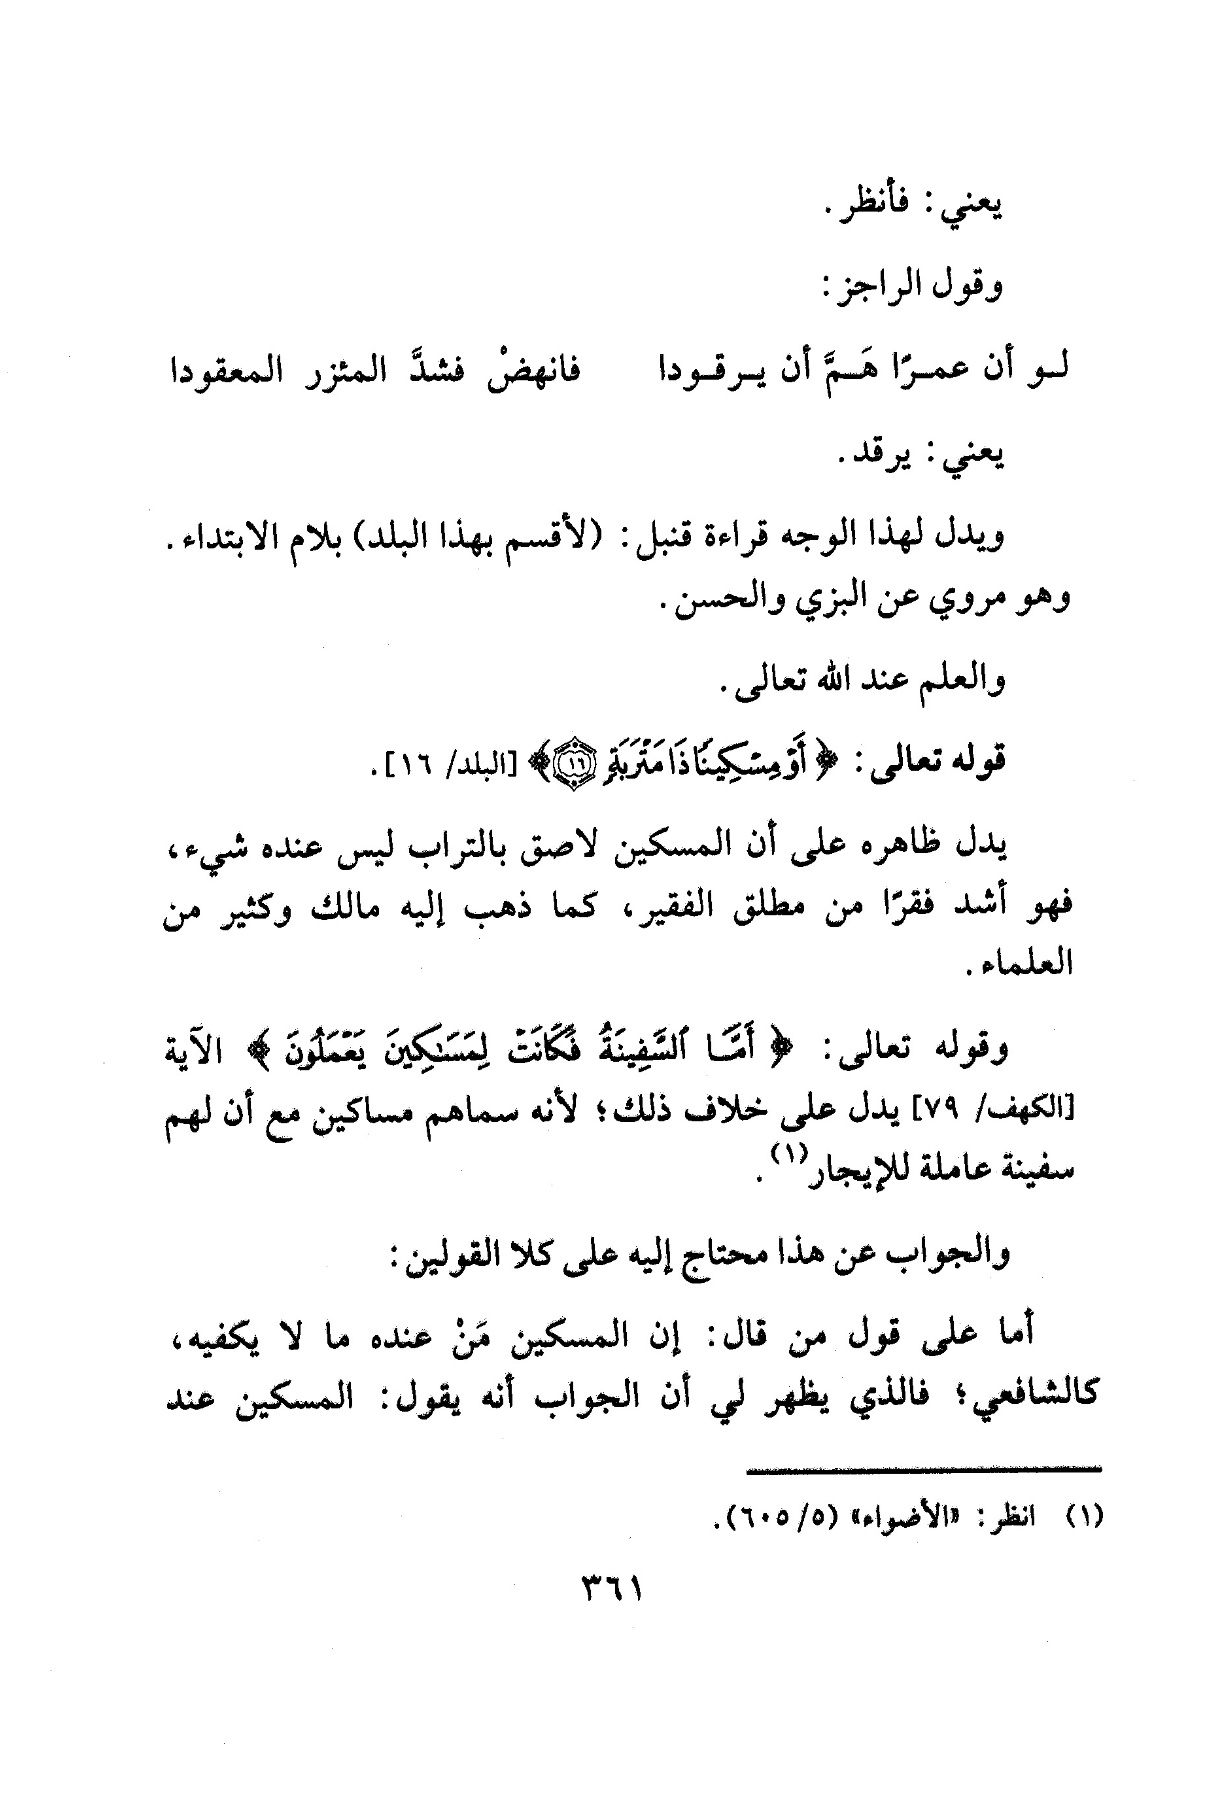 يعني: فأنظر.
وقول الراجز:
لـو أن عمـرًا هَـمَّ أن يـرقـودا فانهضْ فشدَّ المئزر المعقودا
يعني: يرقد.
ويدل لهذا الوجه قراءة قنبل: (لأقسم بهذا البلد) بلام الابتداء.
وهو مروي عن البزي والحسن.
والعلم عند الله تعالى.
قوله تعالى: ﴿أَوْ مِسْكِينًا ذَا مَتْرَبَةٍ ١٦﴾ [البلد/ ١٦].
يدل ظاهره على أن المسكين لاصق بالتراب ليس عنده شيء،
فهو أشد فقرًا من مطلق الفقير، كما ذهب إليه مالك وكثير من
العلماء.
وقوله تعالى: ﴿أَمَّا ٱلسَّفِينَةُ فَكَانَتْ لِمَسَٰكِينَ يَعْمَلُونَ﴾ الآية
[الكهف/ ٧٩] يدل على خلاف ذلك؛ لأنه سماهم مساكين مع أن لهم
سفينة عاملة للإيجار(١).
والجواب عن هذا محتاج إليه على كلا القولين:
أما على قول من قال: إن المسكين مَنْ عنده ما لا يكفيه،
كالشافعي؛ فالذي يظهر لي أن الجواب أنه يقول: المسكين عند
(١) انظر: «الأضواء» (٥/ ٦٠٥).
٣٦١